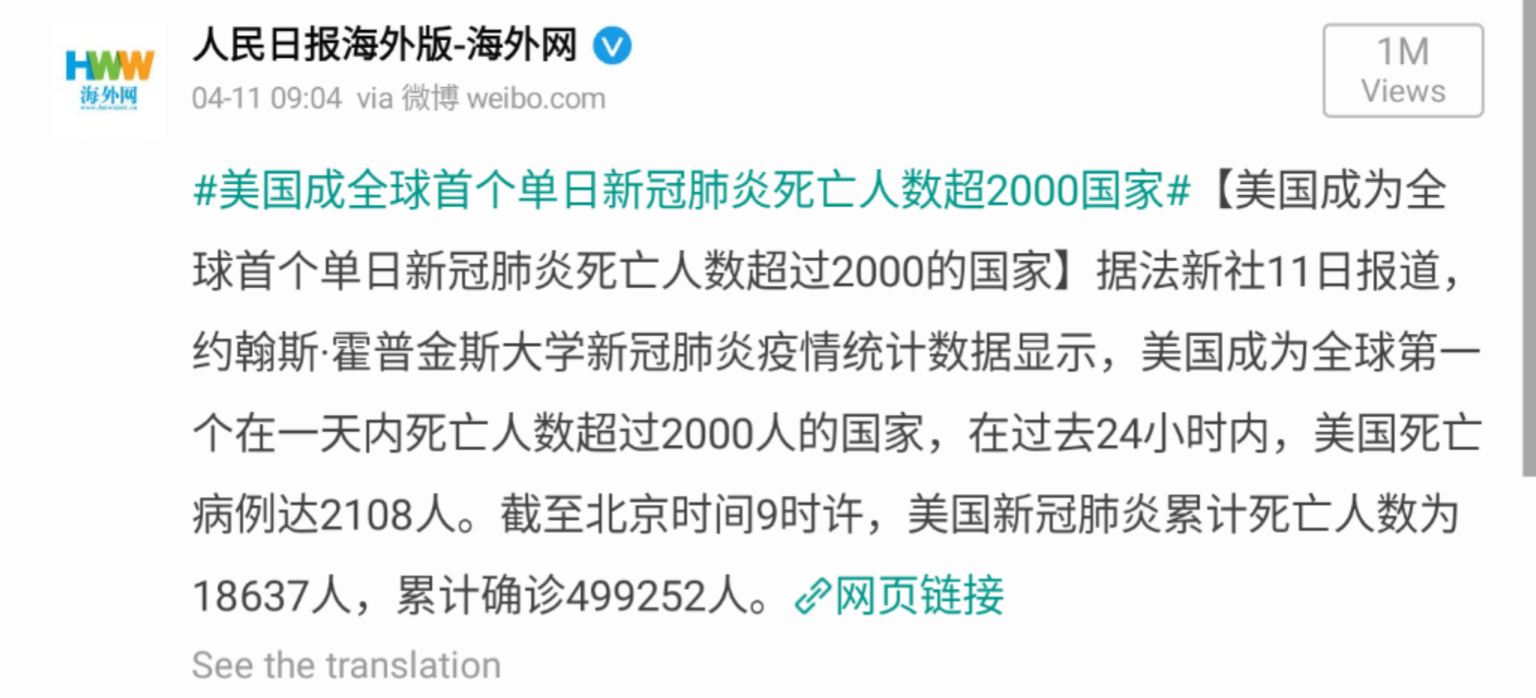 HWW
海外网
人民日报海外版-海外网
04-11 09:04 via 微博 weibo.com
1M
Views
#美国成全球首个单日新冠肺炎死亡人数超2000国家#【美国成为全
球首个单日新冠肺炎死亡人数超过2000的国家】据法新社11日报道，
约翰斯·霍普金斯大学新冠肺炎疫情统计数据显示，美国成为全球第一
个在一天内死亡人数超过2000人的国家，在过去24小时内，美国死亡
病例达2108人。截至北京时间9时许，美国新冠肺炎累计死亡人数为
18637人，累计确诊499252人。网页链接
See the translation